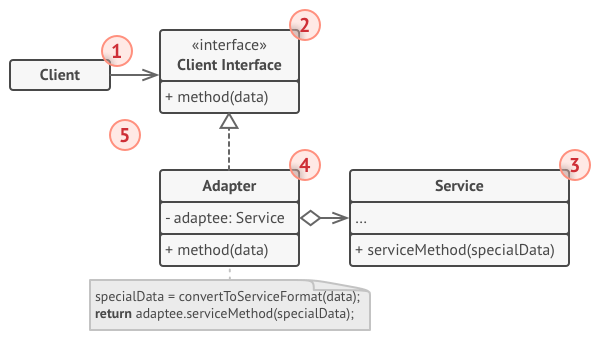 1
Client
2
«interface»
Client Interface
+ method(data)
5
4
Adapter
- adaptee: Service
+ method(data)
3
Service
...
+ serviceMethod(specialData)
specialData = convertToServiceFormat(data);
return adaptee.serviceMethod(specialData);